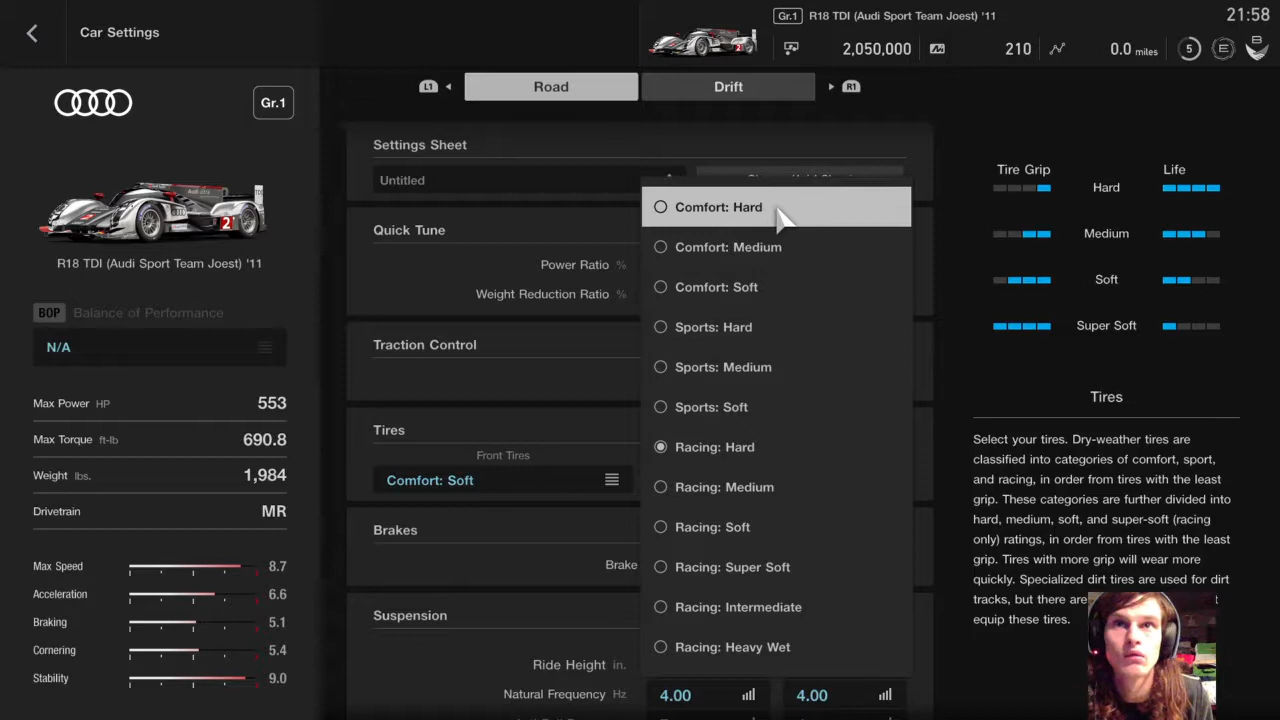 Car Settings
Gr.1 R18 TDI (Audi Sport Team Joest) '11
21:58
2,050,000 210 0.0 miles 5 E B
Gr.1
R18 TDI (Audi Sport Team Joest) '11
BOP Balance of Performance
N/A
Max Power HP 553
Max Torque ft-lb 690.8
Weight lbs. 1,984
Drivetrain MR
Max Speed 8.7
Acceleration 6.6
Braking 5.1
Cornering 5.4
Stability 9.0
L1 Road Drift R1
Settings Sheet
Untitled
Quick Tune
Power Ratio %
Weight Reduction Ratio %
Traction Control
Tires
Front Tires
Comfort: Soft
Brakes
Brake
Suspension
Ride Height in.
Natural Frequency Hz 4.00 4.00
Comfort: Hard
Comfort: Medium
Comfort: Soft
Sports: Hard
Sports: Medium
Sports: Soft
Racing: Hard
Racing: Medium
Racing: Soft
Racing: Super Soft
Racing: Intermediate
Racing: Heavy Wet
Tire Grip Life
Hard
Medium
Soft
Super Soft
Tires
Select your tires. Dry-weather tires are
classified into categories of comfort, sport,
and racing, in order from tires with the least
grip. These categories are further divided into
hard, medium, soft, and super-soft (racing
only) ratings, in order from tires with the least
grip. Tires with more grip will wear more
quickly. Specialized dirt tires are used for dirt
tracks, but there are
equip these tires.